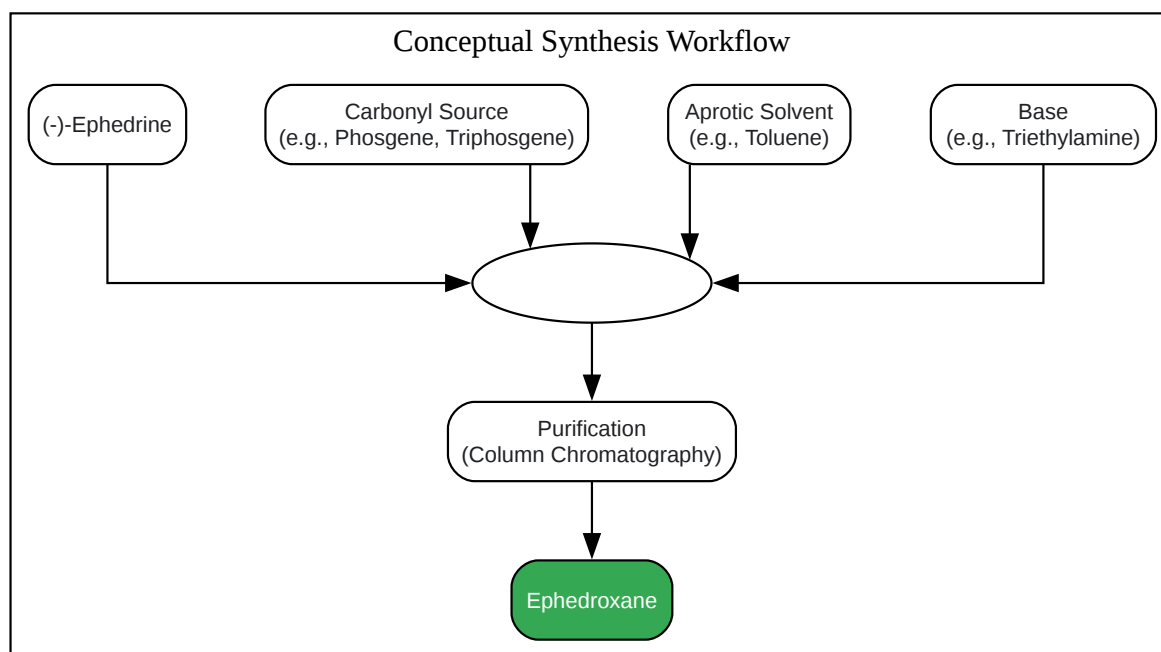 Conceptual Synthesis Workflow
(-)-Ephedrine
Carbonyl Source
(e.g., Phosgene, Triphosgene)
Aprotic Solvent
(e.g., Toluene)
Base
(e.g., Triethylamine)
Purification
(Column Chromatography)
Ephedroxane